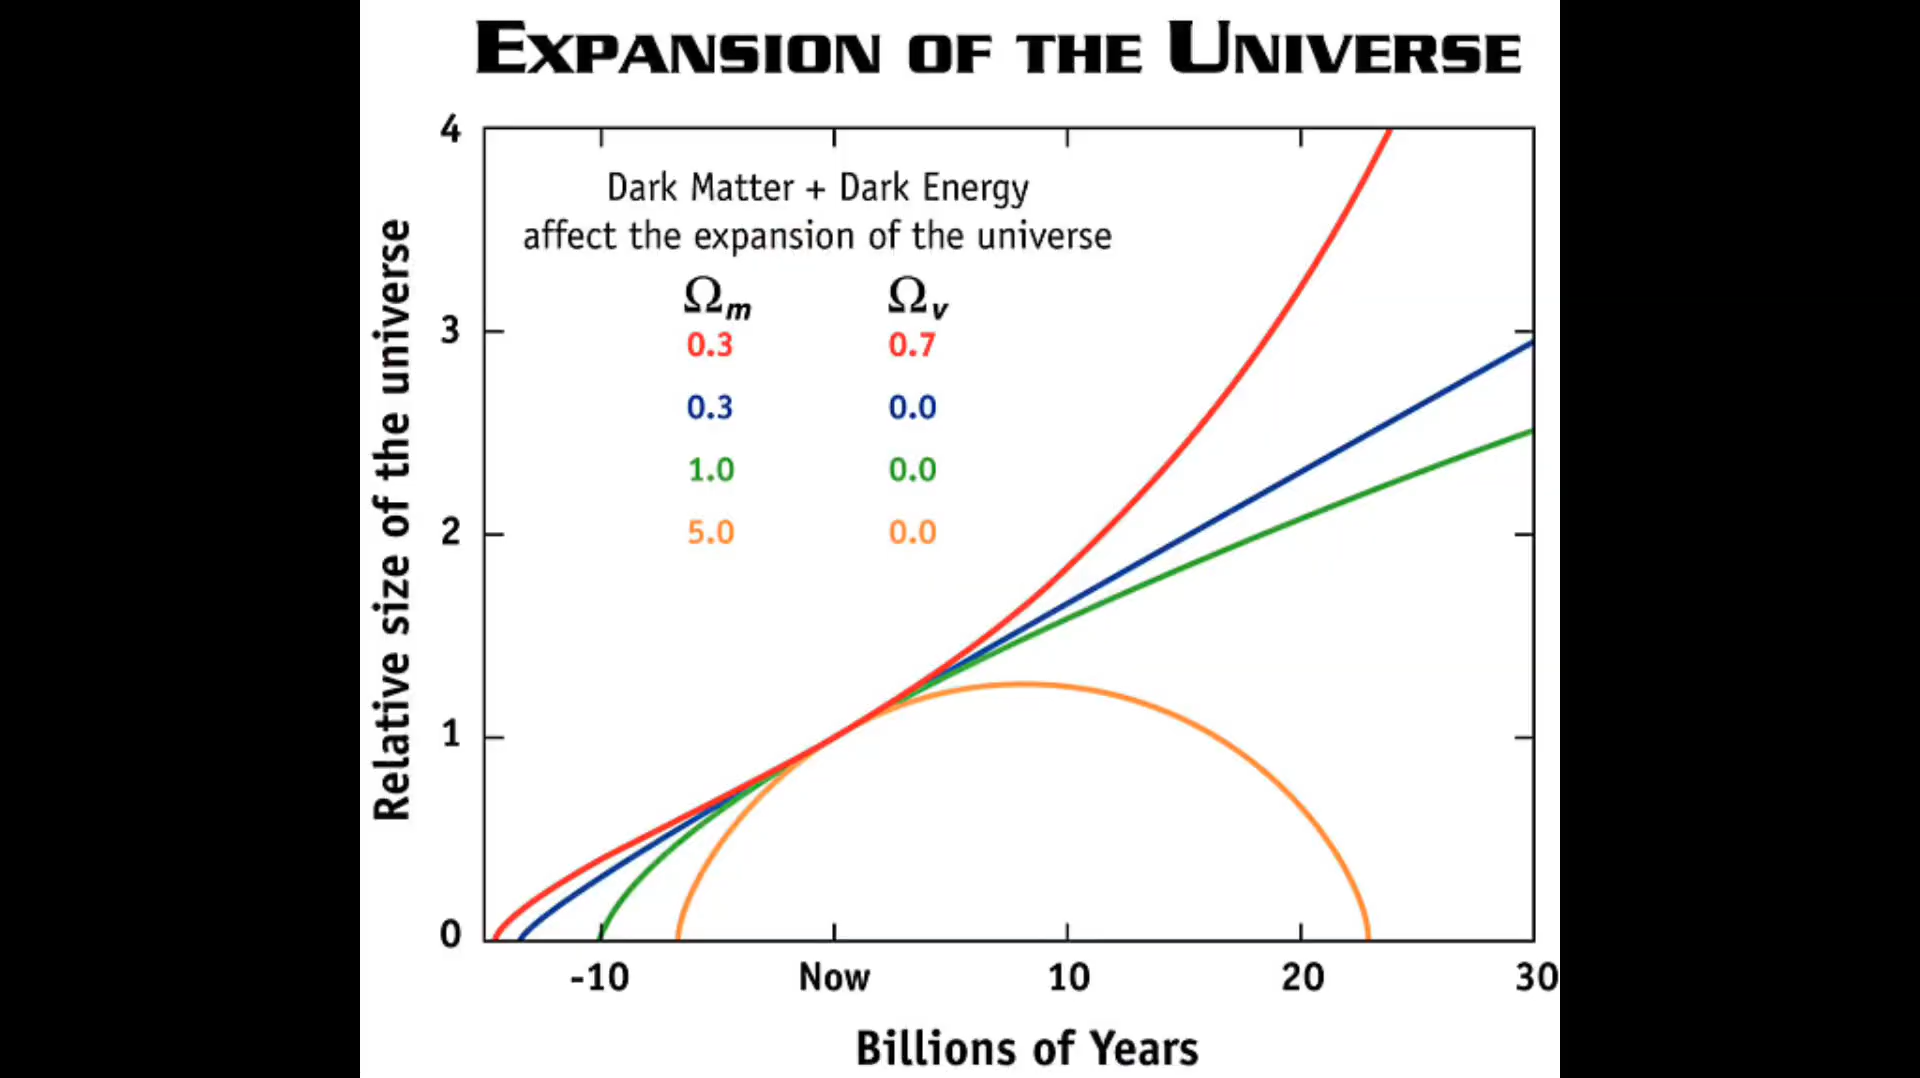 EXPANSION OF THE UNIVERSE
Dark Matter + Dark Energy
affect the expansion of the universe
Ωm Ωv
0.3 0.7
0.3 0.0
1.0 0.0
5.0 0.0
Relative size of the universe
4
3
2
1
0
-10 Now 10 20 30
Billions of Years